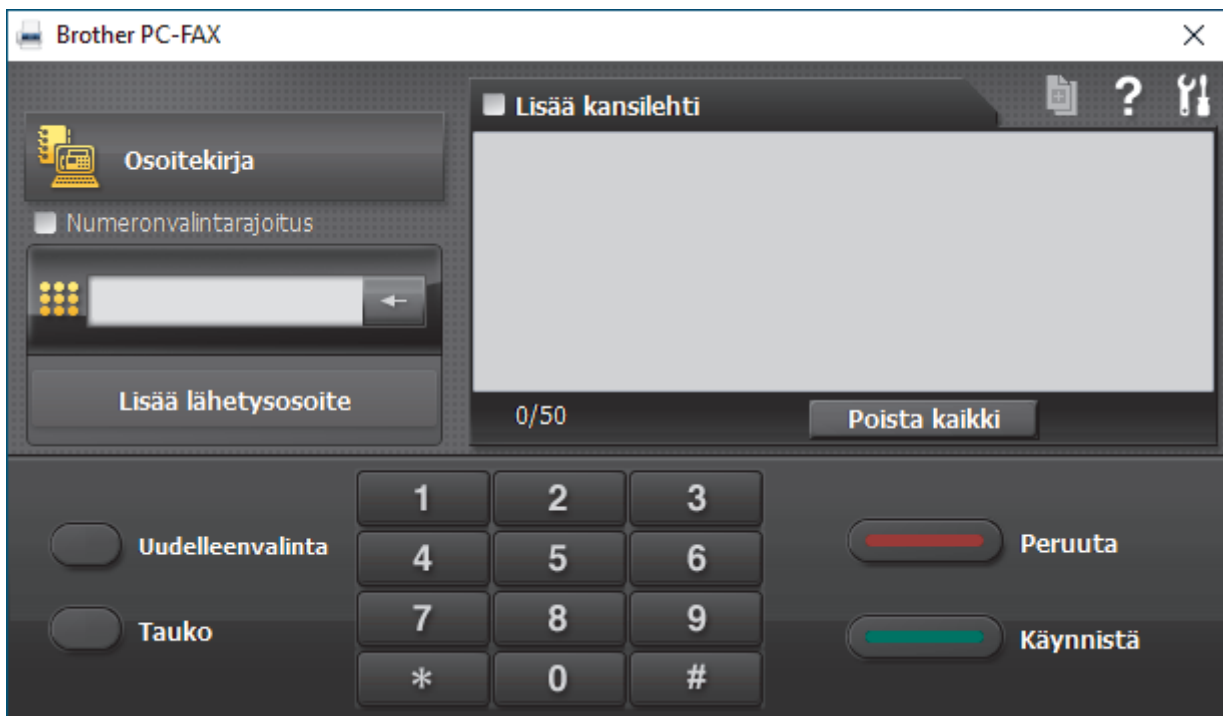 Brother PC-FAX
Lisää kansilehti
?
Osoitekirja
Numeronvalintarajoitus
Lisää lähetysosoite
0/50
Poista kaikki
Uudelleenvalinta
Tauko
1 2 3
4 5 6
7 8 9
* 0 #
Peruuta
Käynnistä